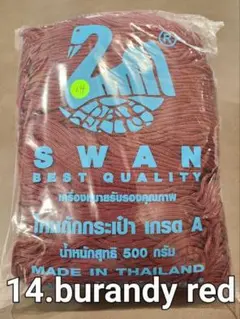 ®
SWAN
BEST QUALITY
เครื่องหมายรับรองคุณภาพ
ไหมถักกระเป๋า เกรด A
น้ำหนักสุทธิ 500 กรัม
MADE IN THAILAND
14.burandy red